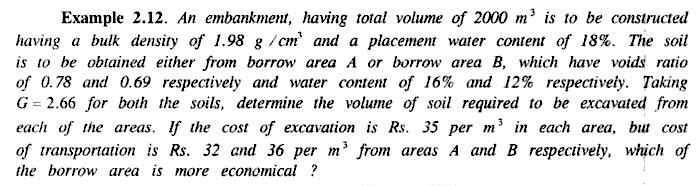 Example 2.12. An embankment, having total volume of 2000 m³ is to be constructed
having a bulk density of 1.98 g /cm³ and a placement water content of 18%. The soil
is to be obtained either from borrow area A or borrow area B, which have voids ratio
of 0.78 and 0.69 respectively and water content of 16% and 12% respectively. Taking
G = 2.66 for both the soils, determine the volume of soil required to be excavated from
each of the areas. If the cost of excavation is Rs. 35 per m³ in each area, but cost
of transportation is Rs. 32 and 36 per m³ from areas A and B respectively, which of
the borrow area is more economical ?